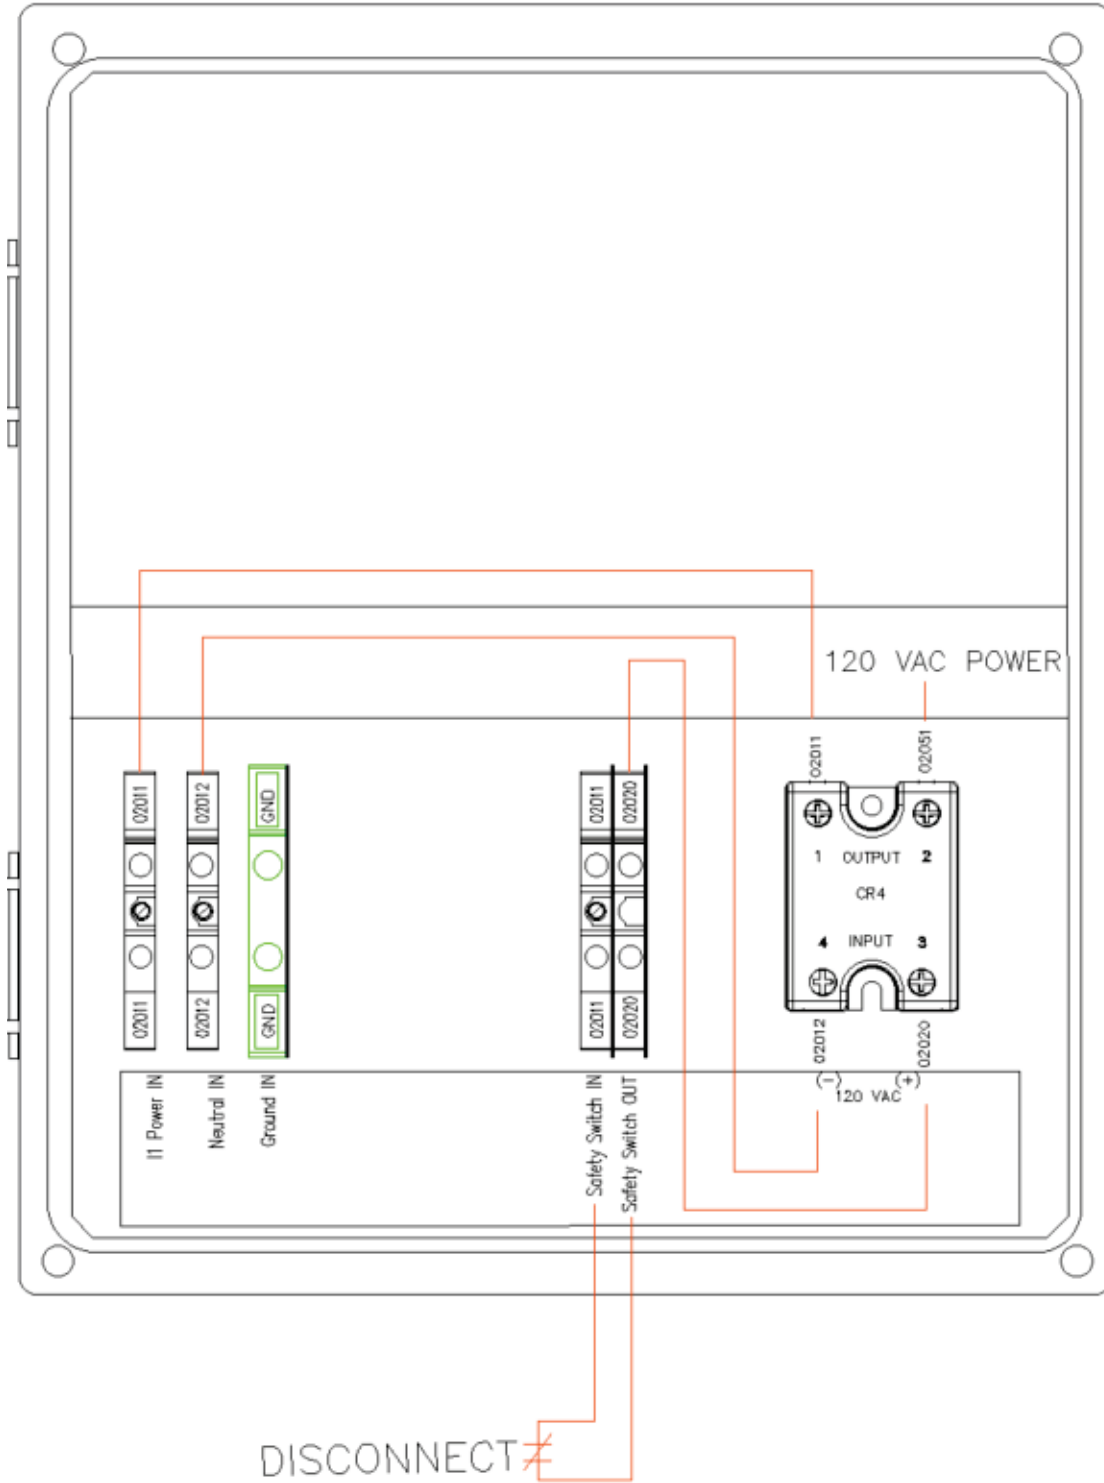 120 VAC POWER
02011
02051
02011
02012
GND
02011
02020
1 OUTPUT 2
CR4
4 INPUT 3
02011
02012
GND
02011
02020
02012
02020
(-)
(+)
120 VAC
I1 Power IN
Neutral IN
Ground IN
Safety Switch IN
Safety Switch OUT
DISCONNECT